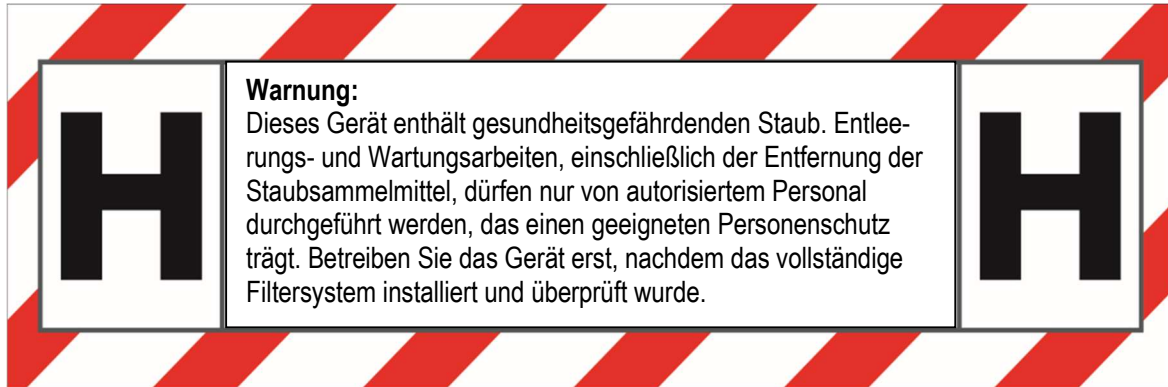 H
Warnung:
Dieses Gerät enthält gesundheitsgefährdenden Staub. Entlee-
rungs- und Wartungsarbeiten, einschließlich der Entfernung der
Staubsammelmittel, dürfen nur von autorisiertem Personal
durchgeführt werden, das einen geeigneten Personenschutz
trägt. Betreiben Sie das Gerät erst, nachdem das vollständige
Filtersystem installiert und überprüft wurde.
H